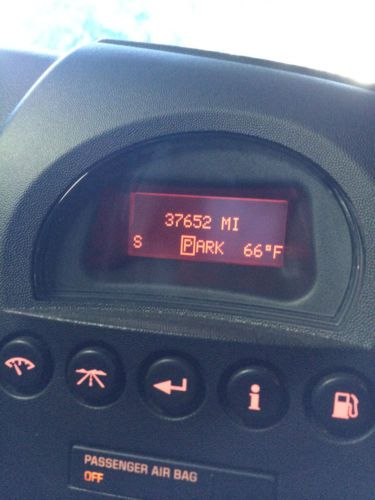 37652 MI
S PARK 66°F
i
PASSENGER AIR BAG
OFF